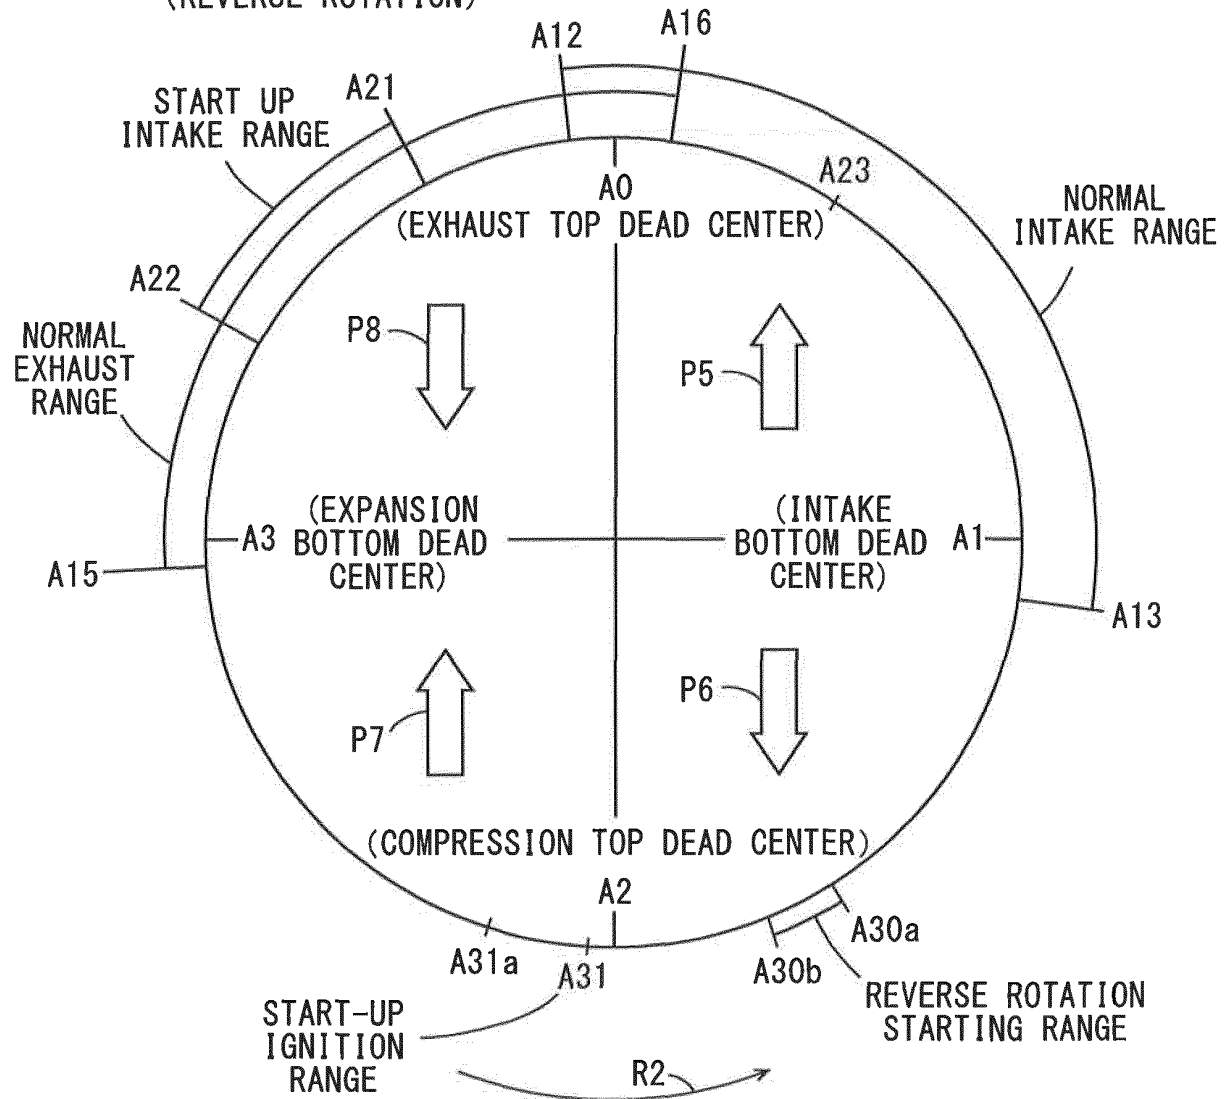 (REVERSE ROTATION)
A12
A16
START UP
INTAKE RANGE
A21
A0
(EXHAUST TOP DEAD CENTER)
A23
NORMAL
INTAKE RANGE
A22
NORMAL
EXHAUST
RANGE
P8
P5
A3
(EXPANSION
BOTTOM DEAD
CENTER)
(INTAKE
BOTTOM DEAD
CENTER)
A1
A15
A13
P7
P6
(COMPRESSION TOP DEAD CENTER)
A2
A31a
A31
A30b
A30a
START-UP
IGNITION
RANGE
REVERSE ROTATION
STARTING RANGE
R2